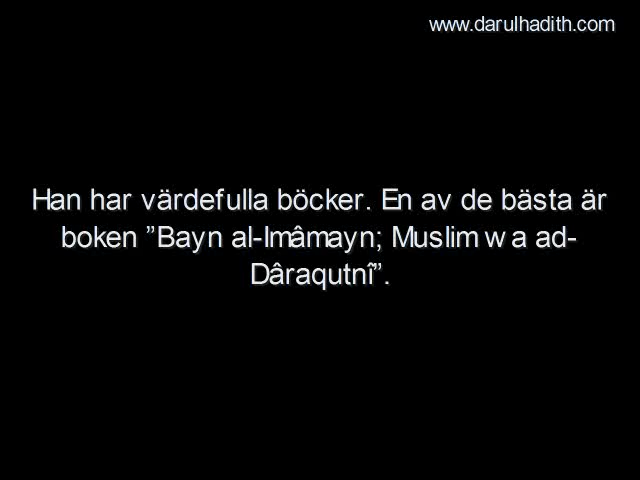 www.darulhadith.com
Han har värdefulla böcker. En av de bästa är
boken ”Bayn al-Imâmayn; Muslim wa ad-
Dâraqutnî”.